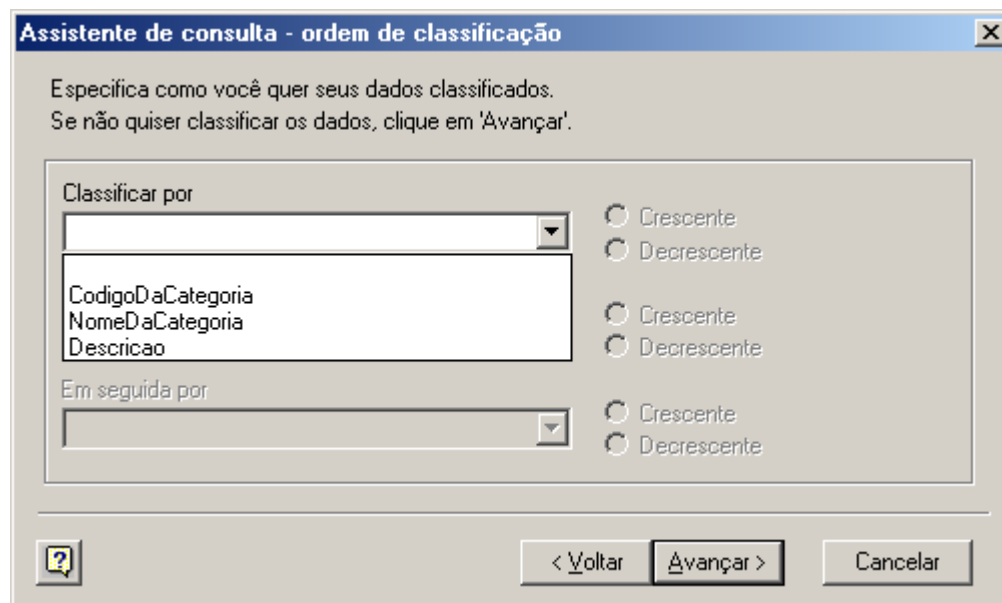 Assistente de consulta - ordem de classificação
Especifica como você quer seus dados classificados.
Se não quiser classificar os dados, clique em 'Avançar'.
Classificar por
Crescente
Decrescente
CodigoDaCategoria
NomeDaCategoria
Descricao
Crescente
Decrescente
Em seguida por
Crescente
Decrescente
< Voltar
Avançar >
Cancelar